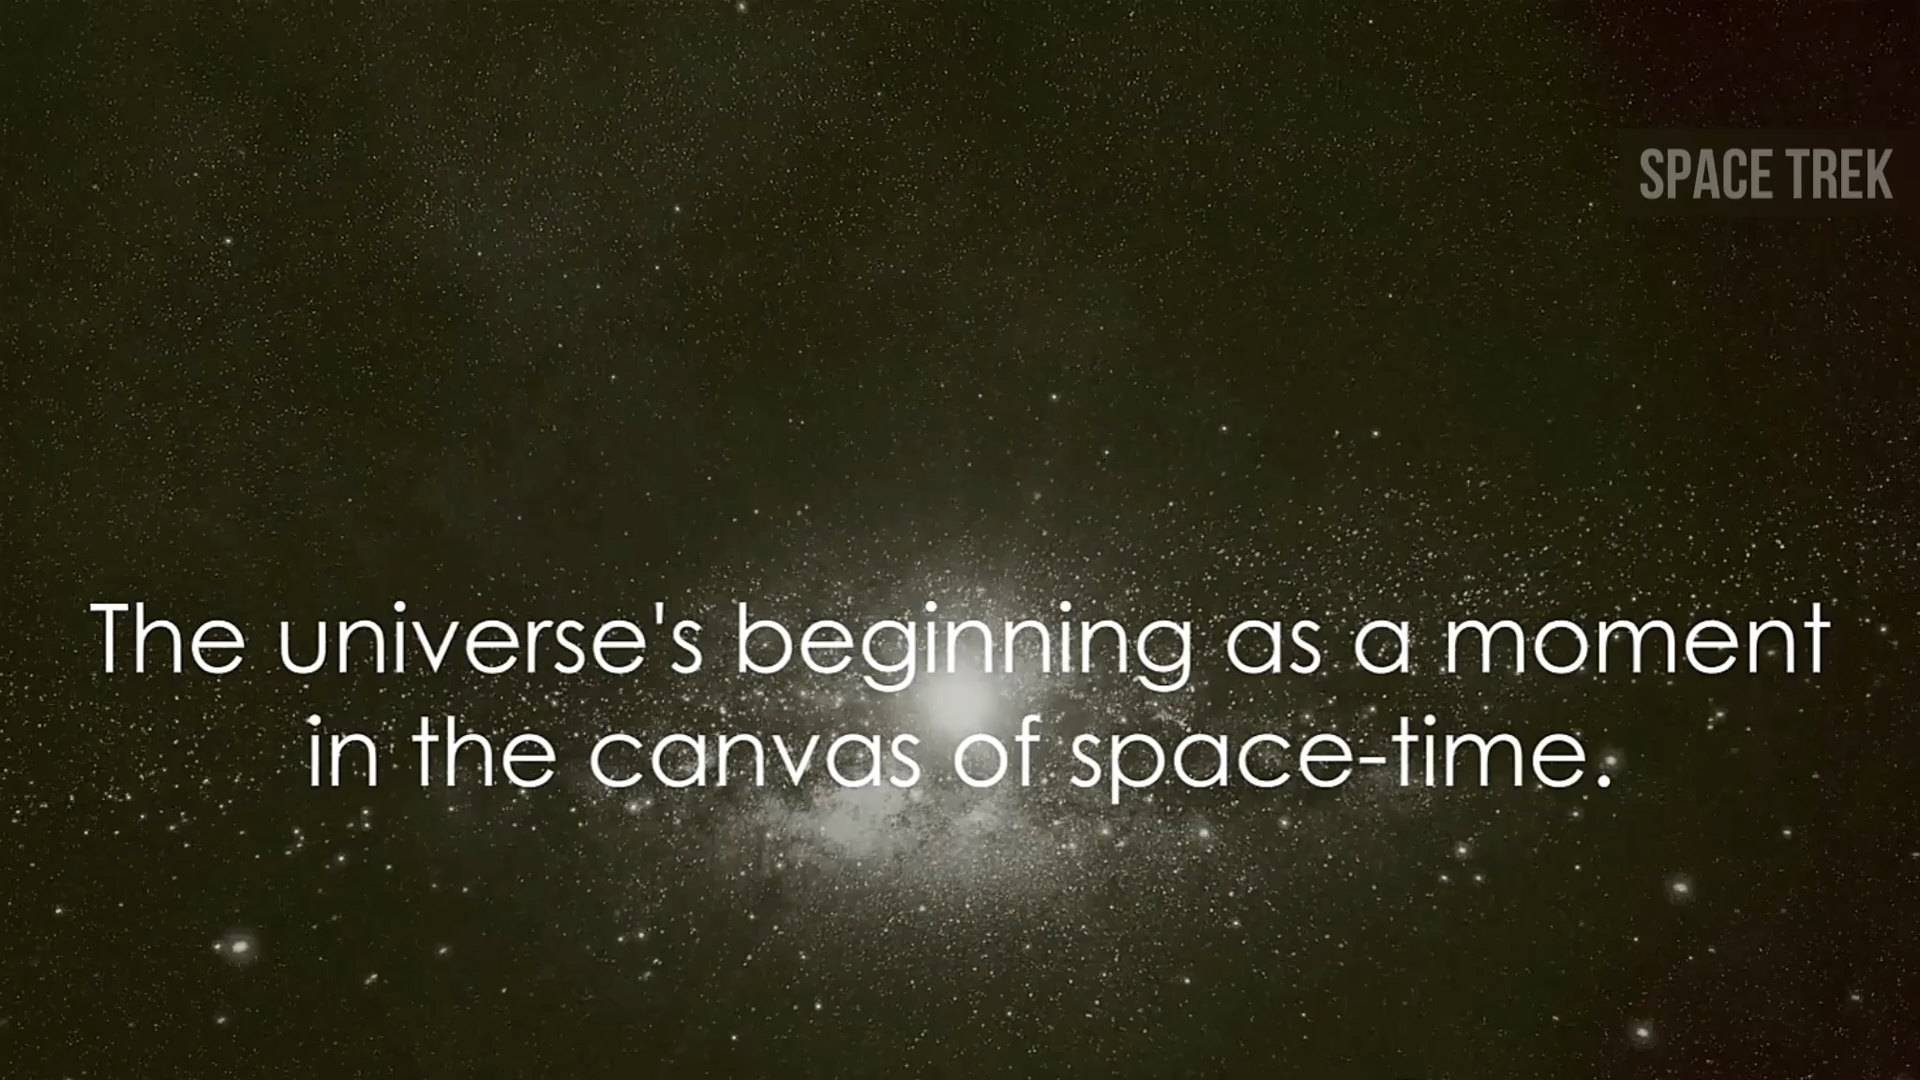 SPACE TREK
The universe's beginning as a moment
in the canvas of space-time.